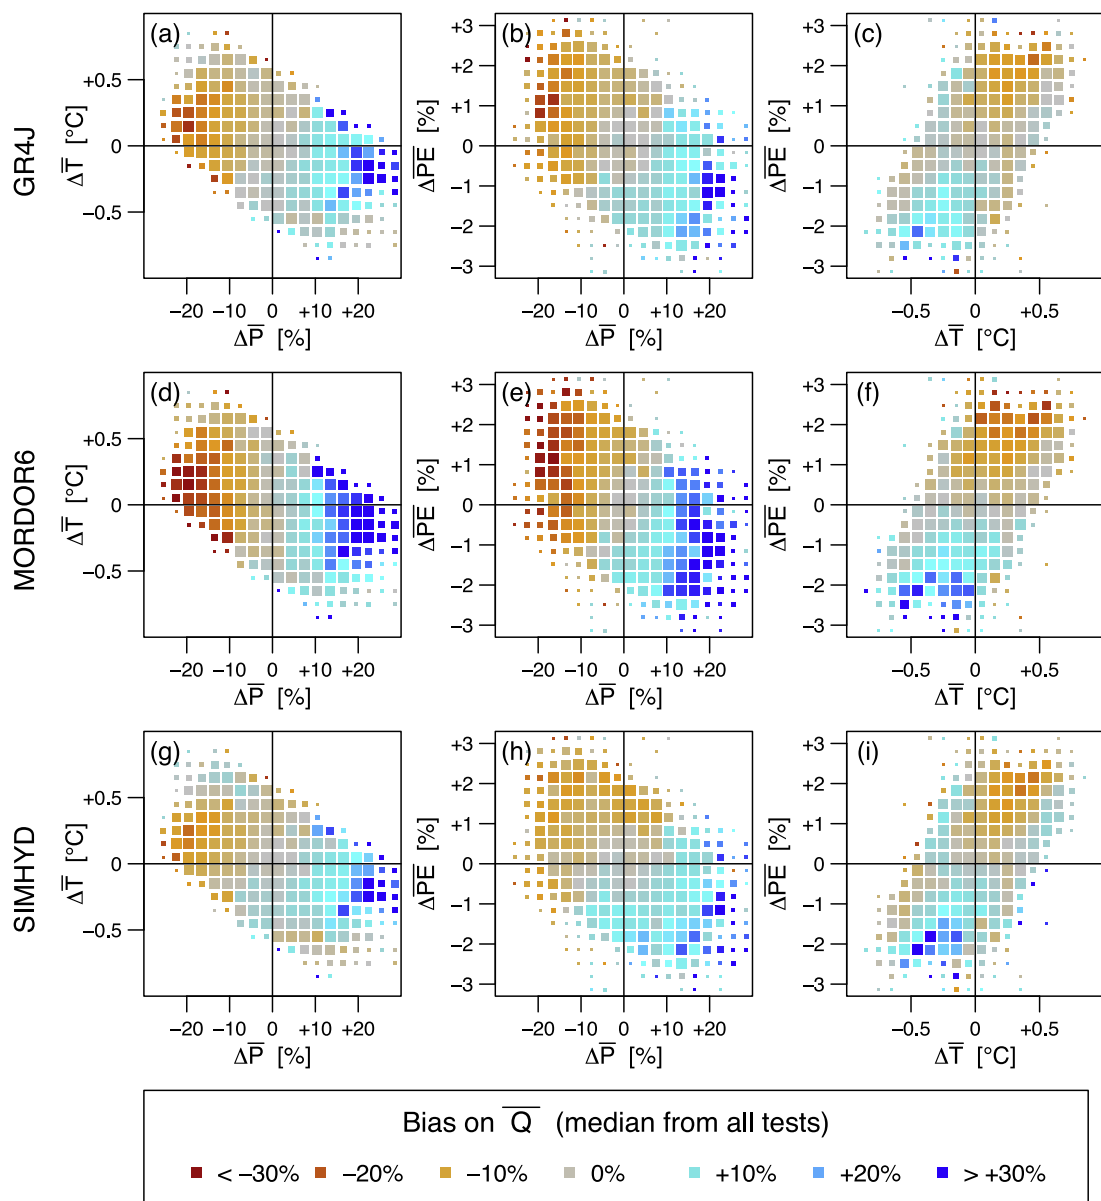 GR4J
(a)
+0.5
0
−0.5
ΔT̅ [°C]
−20 −10 0 +10 +20
ΔP̅ [%]
(b)
+3
+2
+1
0
−1
−2
−3
ΔP̅E̅ [%]
−20 −10 0 +10 +20
ΔP̅ [%]
(c)
+3
+2
+1
0
−1
−2
−3
ΔP̅E̅ [%]
−0.5 0 +0.5
ΔT̅ [°C]
MORDOR6
(d)
+0.5
0
−0.5
ΔT̅ [°C]
−20 −10 0 +10 +20
ΔP̅ [%]
(e)
+3
+2
+1
0
−1
−2
−3
ΔP̅E̅ [%]
−20 −10 0 +10 +20
ΔP̅ [%]
(f)
+3
+2
+1
0
−1
−2
−3
ΔP̅E̅ [%]
−0.5 0 +0.5
ΔT̅ [°C]
SIMHYD
(g)
+0.5
0
−0.5
ΔT̅ [°C]
−20 −10 0 +10 +20
ΔP̅ [%]
(h)
+3
+2
+1
0
−1
−2
−3
ΔP̅E̅ [%]
−20 −10 0 +10 +20
ΔP̅ [%]
(i)
+3
+2
+1
0
−1
−2
−3
ΔP̅E̅ [%]
−0.5 0 +0.5
ΔT̅ [°C]
Bias on Q̅ (median from all tests)
< −30% −20% −10% 0% +10% +20% > +30%